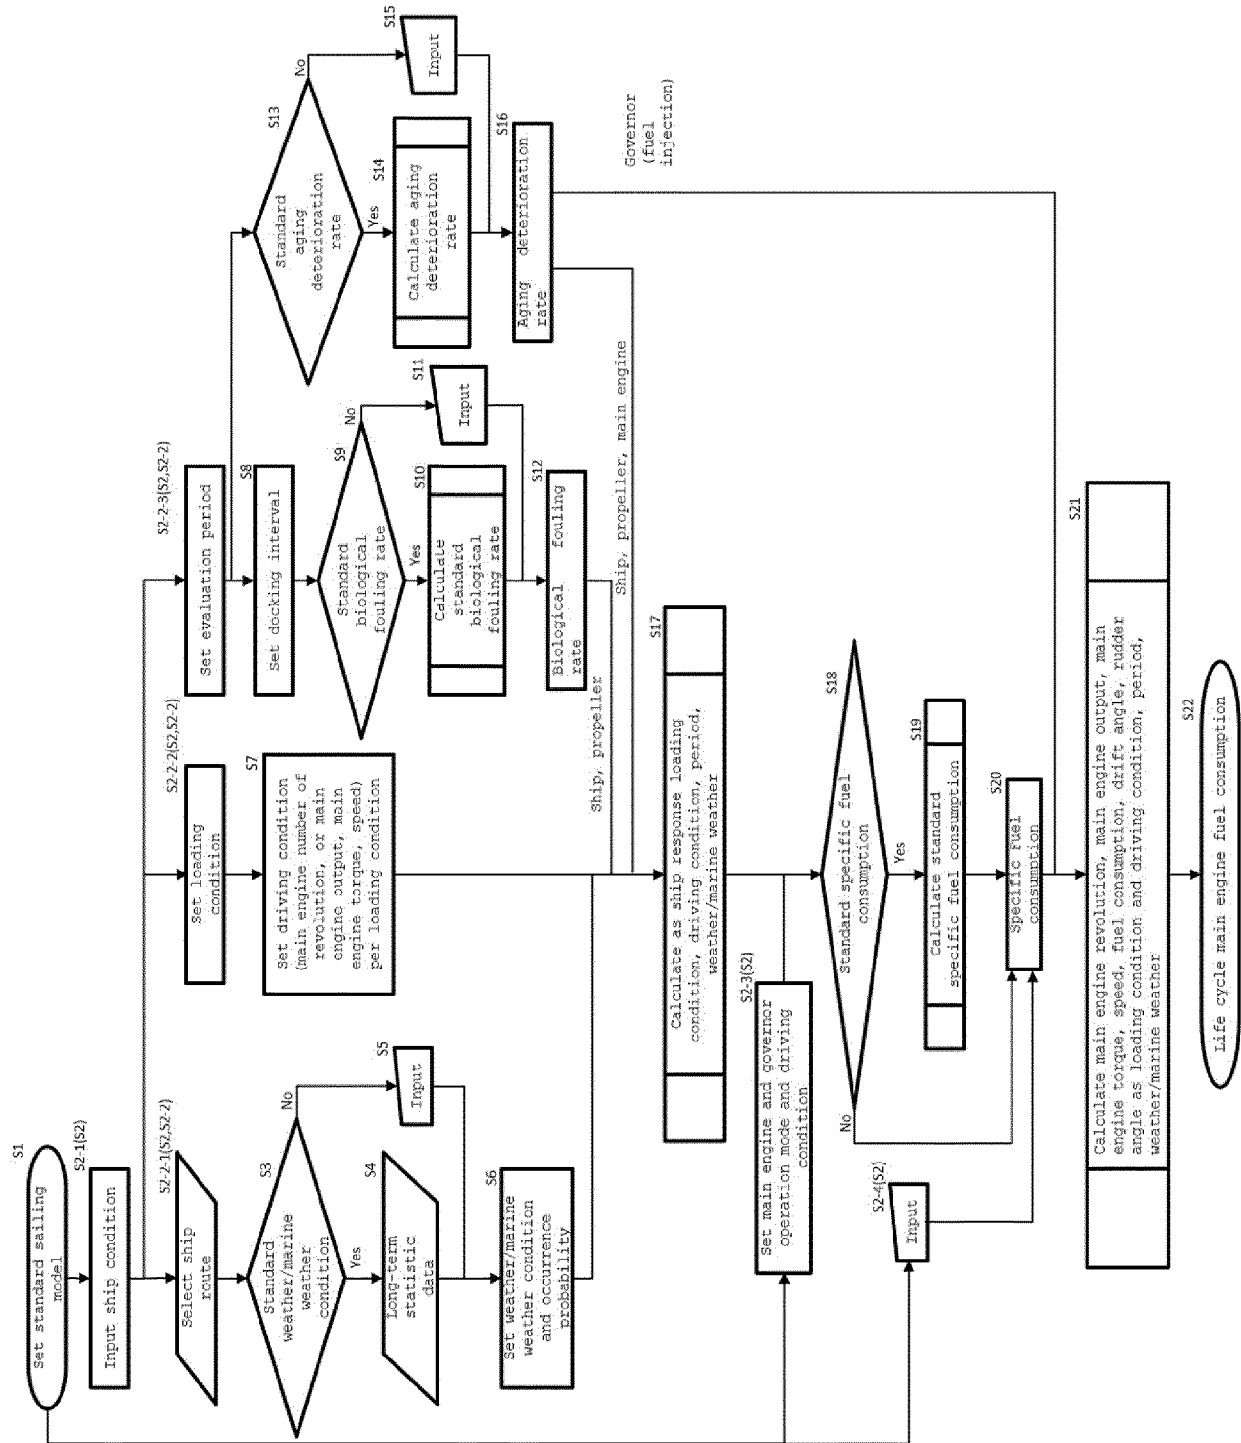 S1
Set standard sailing
model
S2-1(S2)
Input ship condition
S2-2-1(S2,S2-2)
Select ship
route
S3
Standard
weather/marine
weather
condition
No
Yes
S5
Input
S4
Long-term
statistic
data
S6
Set weather/marine
weather condition
and occurrence
probability
S2-2-2(S2,S2-2)
Set loading
condition
S7
Set driving condition
(main engine number of
revolution, or main
engine output, main
engine torque, speed)
per loading condition
S2-2-3(S2,S2-2)
Set evaluation period
S8
Set docking interval
S9
Standard
biological
fouling rate
No
Yes
S11
Input
S10
Calculate
standard
biological
fouling rate
S12
Biological fouling
rate
Ship, propeller
S13
Standard
aging
deterioration
rate
No
Yes
S15
Input
S14
Calculate aging
deterioration
rate
S16
Aging deterioration
rate
Ship, propeller, main engine
Governor
(fuel
injection)
S17
Calculate as ship response loading
condition, driving condition, period,
weather/marine weather
S2-3(S2)
Set main engine and governor
operation mode and driving
condition
S18
Standard specific fuel
consumption
No
Yes
S2-4(S2)
Input
S19
Calculate standard
specific fuel consumption
S20
Specific fuel
consumption
S21
Calculate main engine revolution, main engine output, main
engine torque, speed, fuel consumption, drift angle, rudder
angle as loading condition and driving condition, period,
weather/marine weather
S22
Life cycle main engine fuel consumption